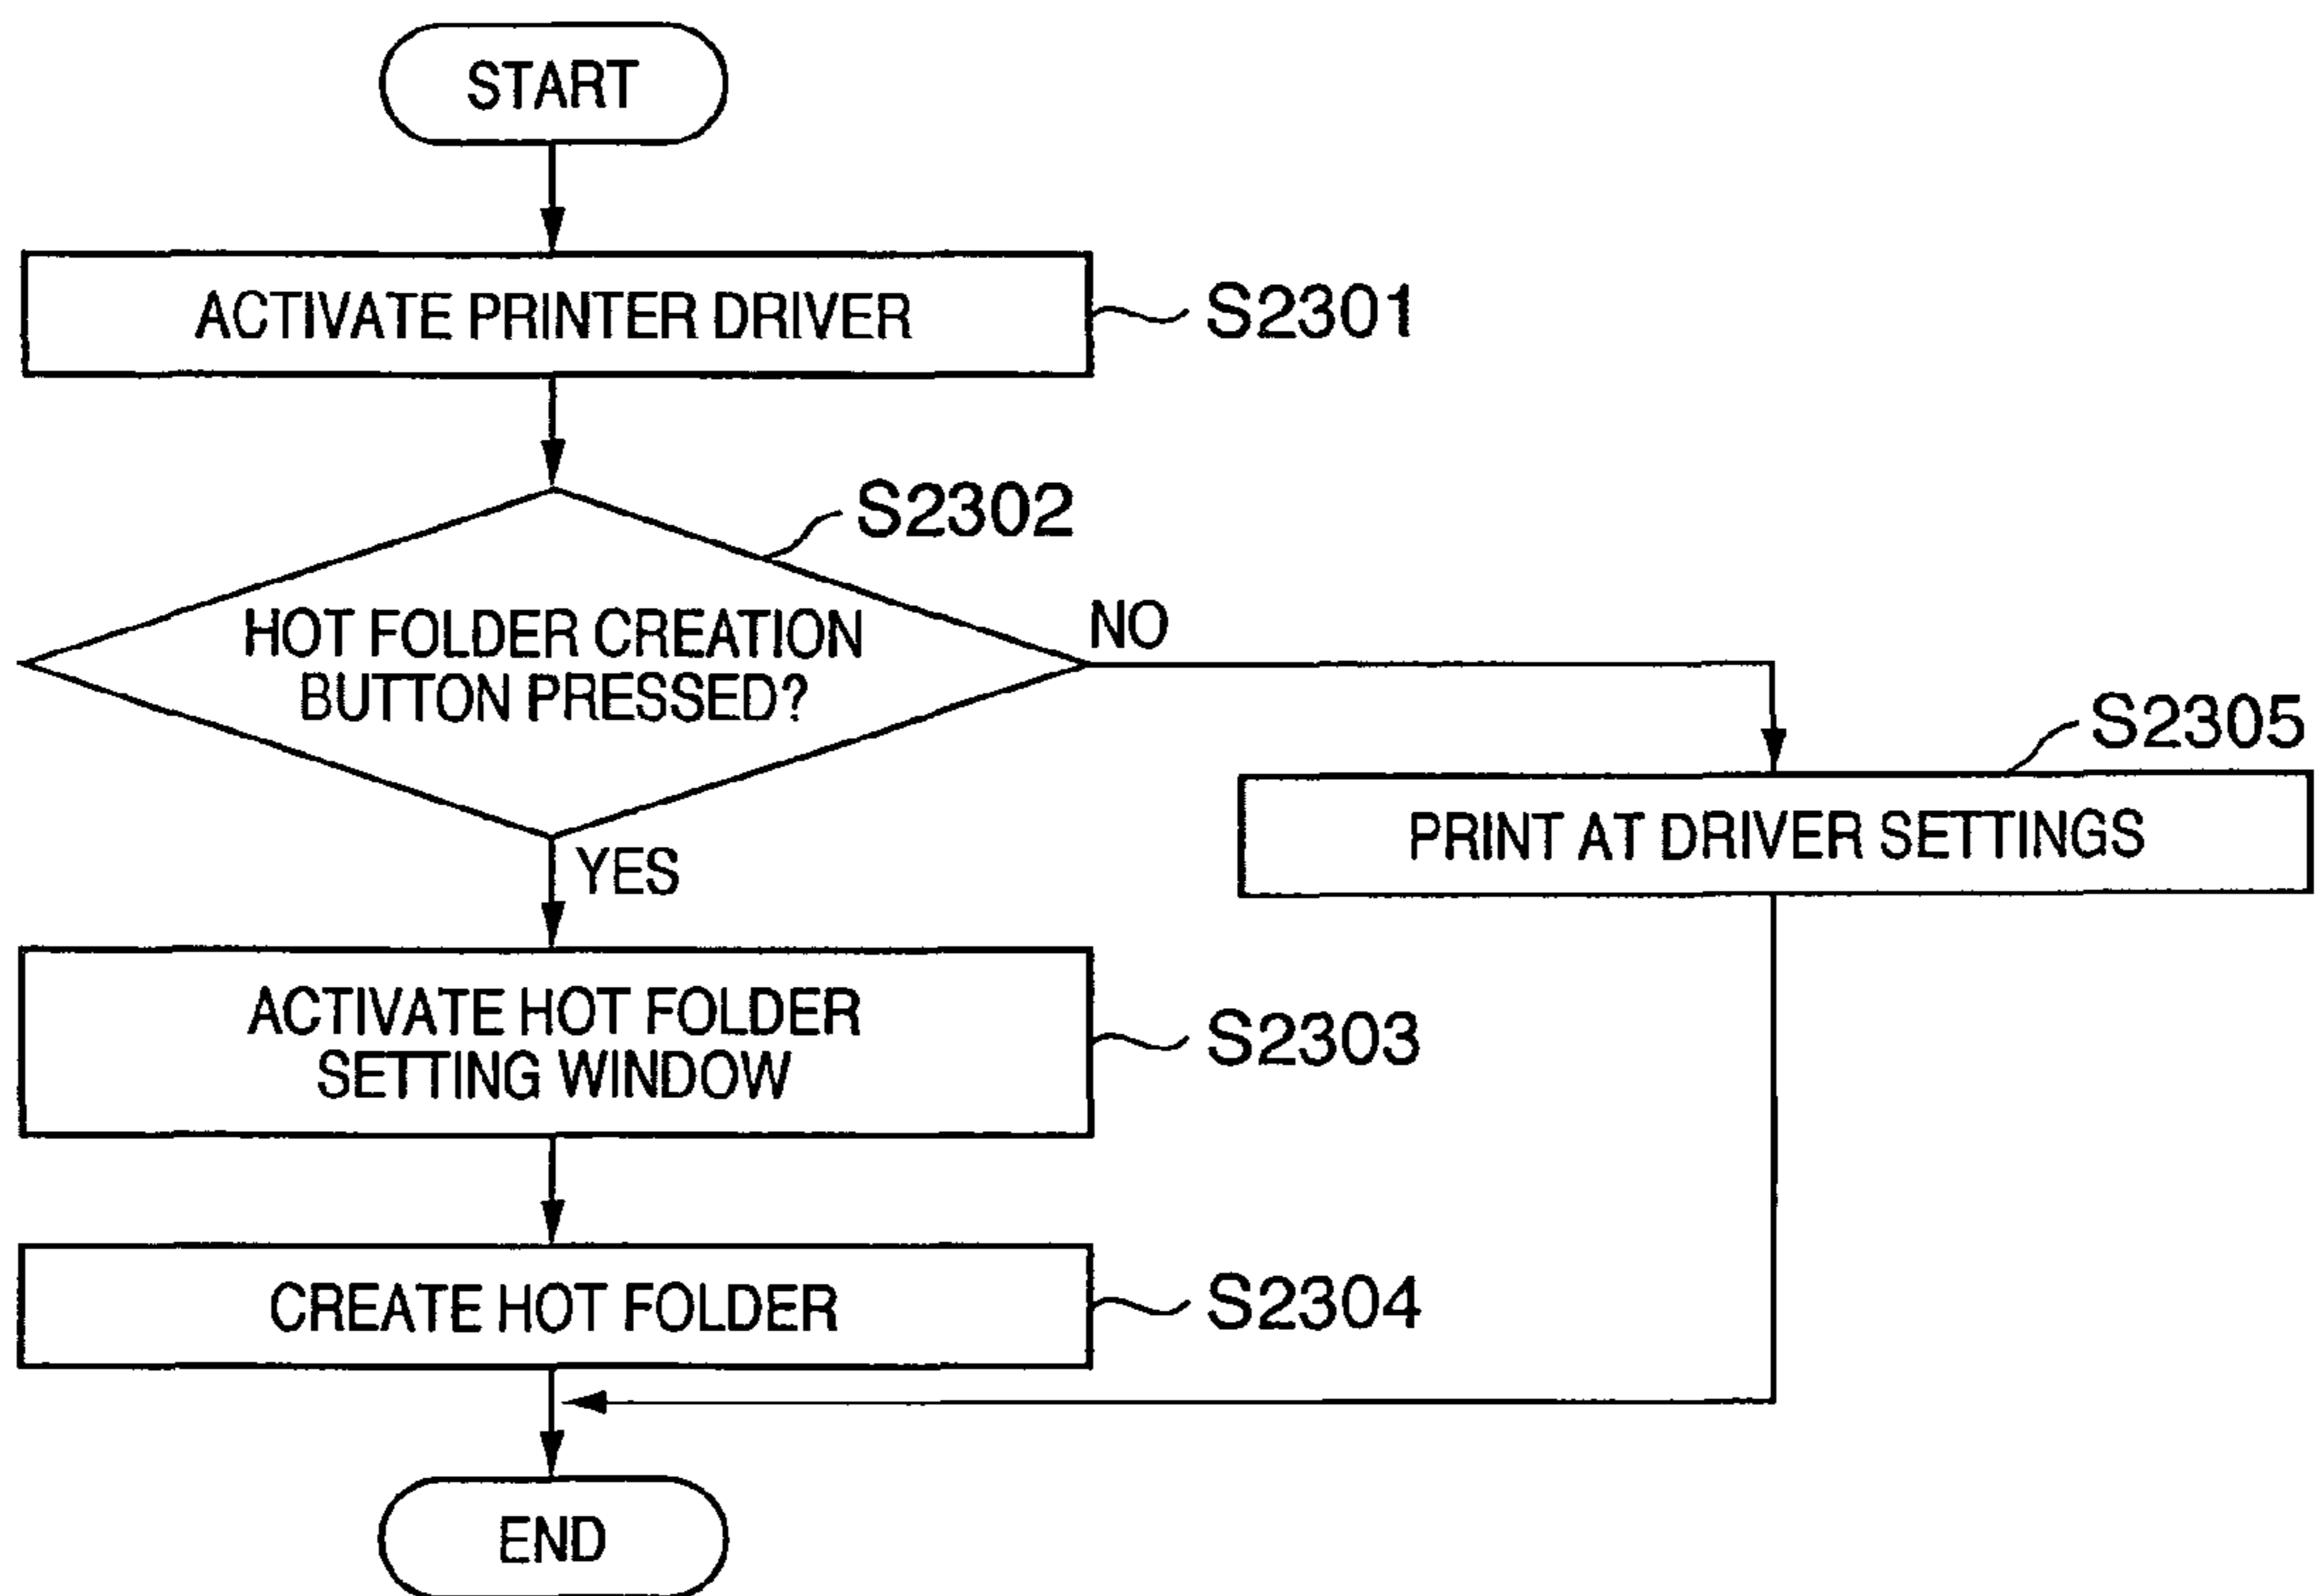 START
ACTIVATE PRINTER DRIVER
S2301
S2302
HOT FOLDER CREATION
BUTTON PRESSED?
NO
YES
S2305
PRINT AT DRIVER SETTINGS
ACTIVATE HOT FOLDER
SETTING WINDOW
S2303
CREATE HOT FOLDER
S2304
END